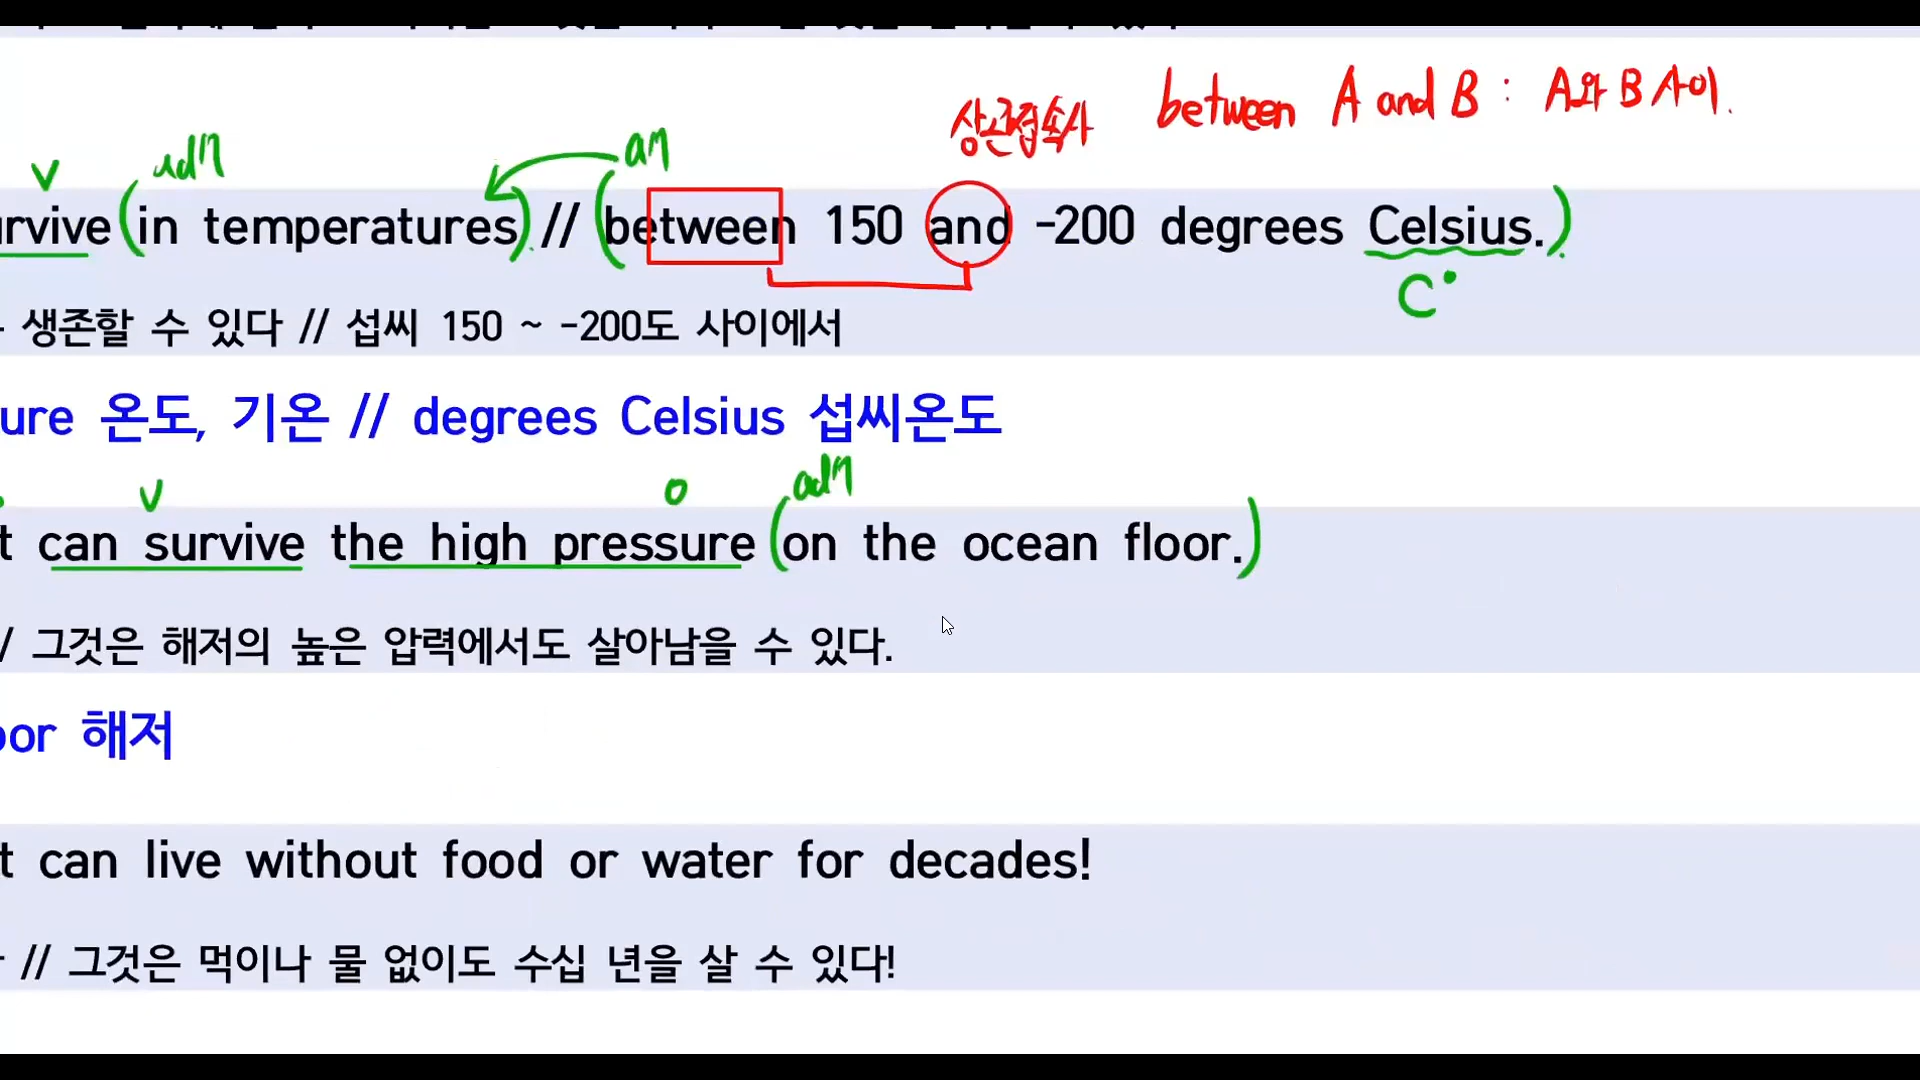 상관접속사 between A and B : A와 B 사이.
v adv an
urvive (in temperatures) // (between 150 and -200 degrees Celsius.)
C°
생존할 수 있다 // 섭씨 150 ~ -200도 사이에서
ure 온도, 기온 // degrees Celsius 섭씨온도
v o adv
t can survive the high pressure (on the ocean floor.)
/ 그것은 해저의 높은 압력에서도 살아남을 수 있다.
oor 해저
t can live without food or water for decades!
// 그것은 먹이나 물 없이도 수십 년을 살 수 있다!